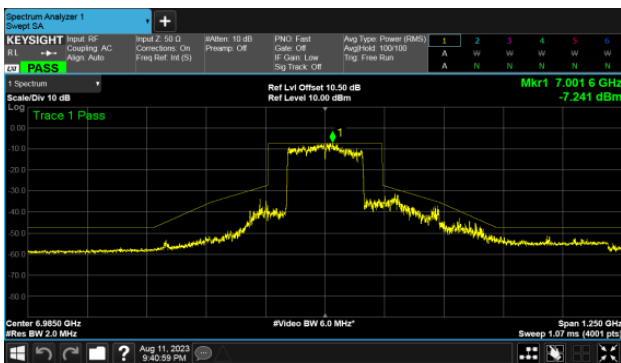 Spectrum Analyzer 1
Swept SA
+
KEYSIGHT Input: RF Input Z: 50 Ω #Atten: 10 dB PNO: Fast Avg Type: Power (RMS) 1 2 3 4 5 6
RL Coupling: AC Corrections: On Preamp: Off Gate: Off Avg|Hold: 100/100 A W W W W W
Align: Auto Freq Ref: Int (S) IF Gain: Low Trig: Free Run
LXI PASS Sig Track: Off A N N N N N
1 Spectrum
Ref Lvl Offset 10.50 dB Mkr1 7.001 6 GHz
Scale/Div 10 dB Ref Level 10.00 dBm -7.241 dBm
Log
Trace 1 Pass
0.00
1
-10.0
-20.0
-30.0
-40.0
-50.0
-60.0
-70.0
-80.0
Center 6.9850 GHz #Video BW 6.0 MHz* Span 1.250 GHz
#Res BW 2.0 MHz Sweep 1.07 ms (4001 pts)
? Aug 11, 2023
9:40:59 PM